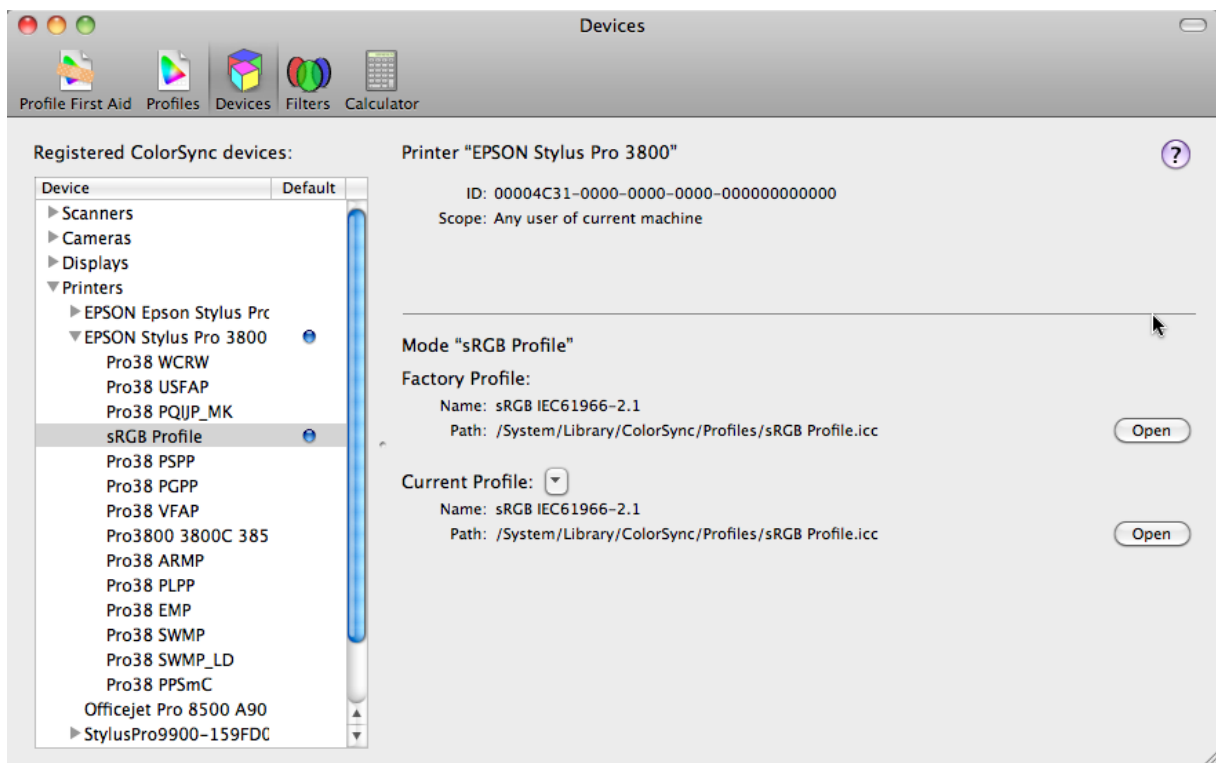 Devices
Profile First Aid Profiles Devices Filters Calculator
Registered ColorSync devices:
Device Default
Scanners
Cameras
Displays
Printers
EPSON Epson Stylus Prc
EPSON Stylus Pro 3800
Pro38 WCRW
Pro38 USFAP
Pro38 PQIJP_MK
sRGB Profile
Pro38 PSPP
Pro38 PGPP
Pro38 VFAP
Pro3800 3800C 385
Pro38 ARMP
Pro38 PLPP
Pro38 EMP
Pro38 SWMP
Pro38 SWMP_LD
Pro38 PPSmC
Officejet Pro 8500 A90
StylusPro9900-159FD0
Printer “EPSON Stylus Pro 3800”
?
ID: 00004C31-0000-0000-0000-000000000000
Scope: Any user of current machine
Mode “sRGB Profile”
Factory Profile:
Name: sRGB IEC61966-2.1
Path: /System/Library/ColorSync/Profiles/sRGB Profile.icc
Open
Current Profile:
Name: sRGB IEC61966-2.1
Path: /System/Library/ColorSync/Profiles/sRGB Profile.icc
Open